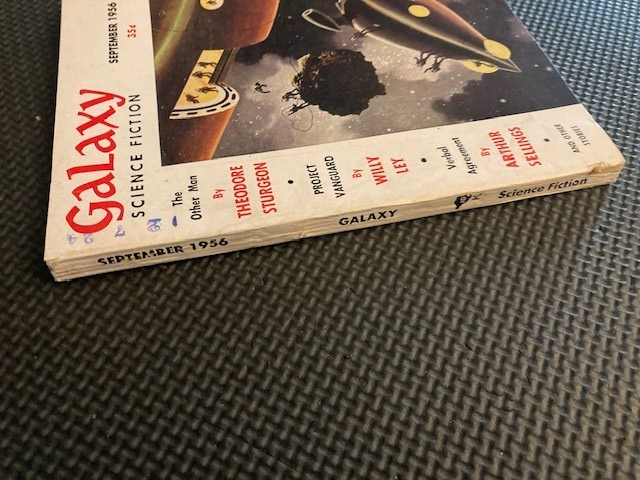 Galaxy
SCIENCE FICTION
SEPTEMBER 1956
35¢
The
Other Man
By
THEODORE
STURGEON
•
PROJECT
VANGUARD
By
WILLY
LEY
•
Verbal
Agreement
By
ARTHUR
SELLINGS
•
AND OTHER
STORIES
SEPTEMBER 1956
GALAXY
Science Fiction